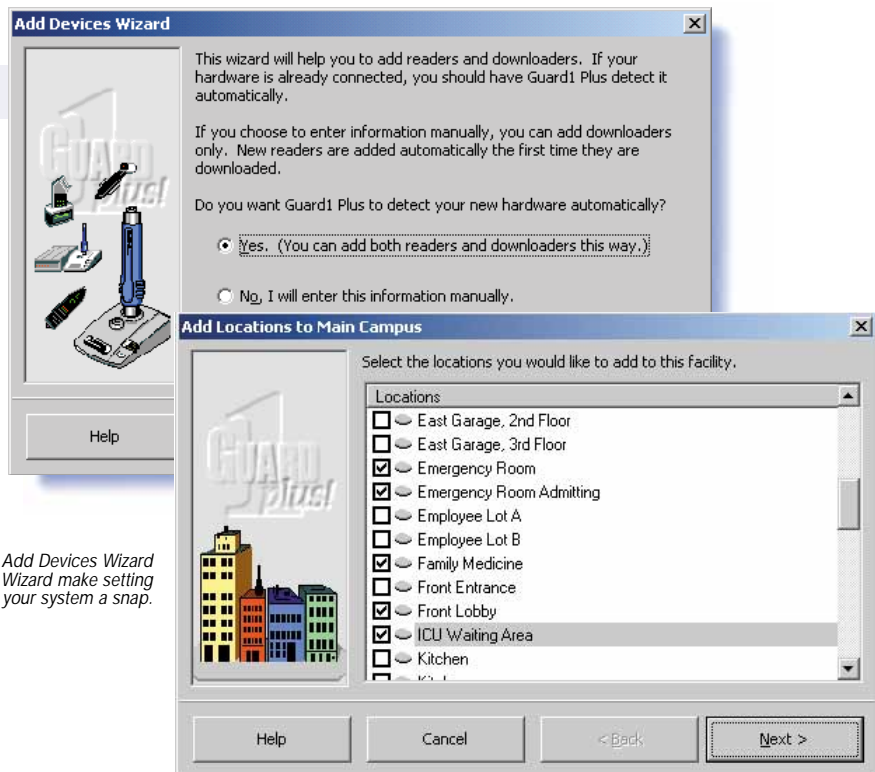 Add Devices Wizard
This wizard will help you to add readers and downloaders. If your
hardware is already connected, you should have Guard1 Plus detect it
automatically.
If you choose to enter information manually, you can add downloaders
only. New readers are added automatically the first time they are
downloaded.
Do you want Guard1 Plus to detect your new hardware automatically?
Yes. (You can add both readers and downloaders this way.)
No, I will enter this information manually.
GUARD
plus!
Help
Add Devices Wizard
Wizard make setting
your system a snap.
Add Locations to Main Campus
Select the locations you would like to add to this facility.
Locations
East Garage, 2nd Floor
East Garage, 3rd Floor
Emergency Room
Emergency Room Admitting
Employee Lot A
Employee Lot B
Family Medicine
Front Entrance
Front Lobby
ICU Waiting Area
Kitchen
GUARD
plus!
Help
Cancel
< Back
Next >